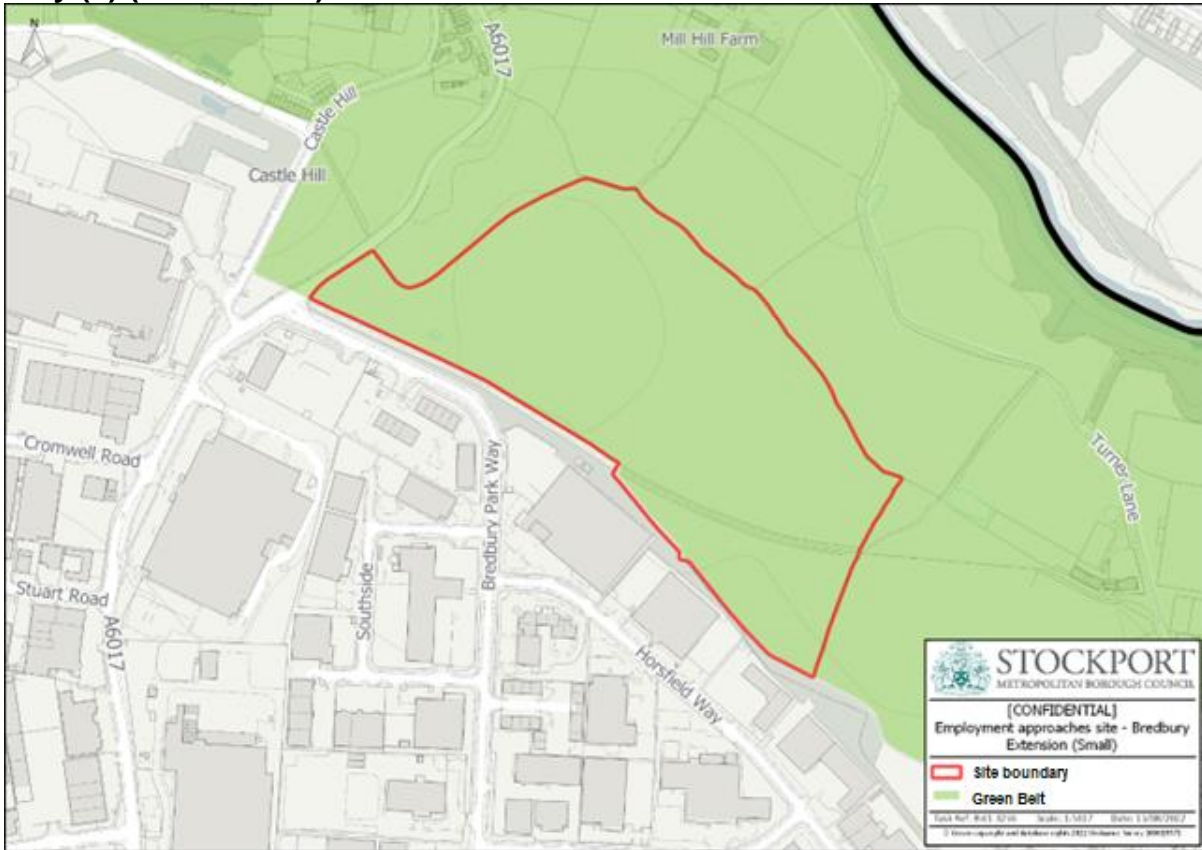 N
A6017
Mill Hill Farm
Castle Hill
Castle Hill
Cromwell Road
Southside
Bredbury Park Way
Stuart Road
A6017
Horsfield Way
Turner Lane
STOCKPORT
METROPOLITAN BOROUGH COUNCIL
[CONFIDENTIAL]
Employment approaches site - Bredbury
Extension (Small)
Site boundary
Green Belt